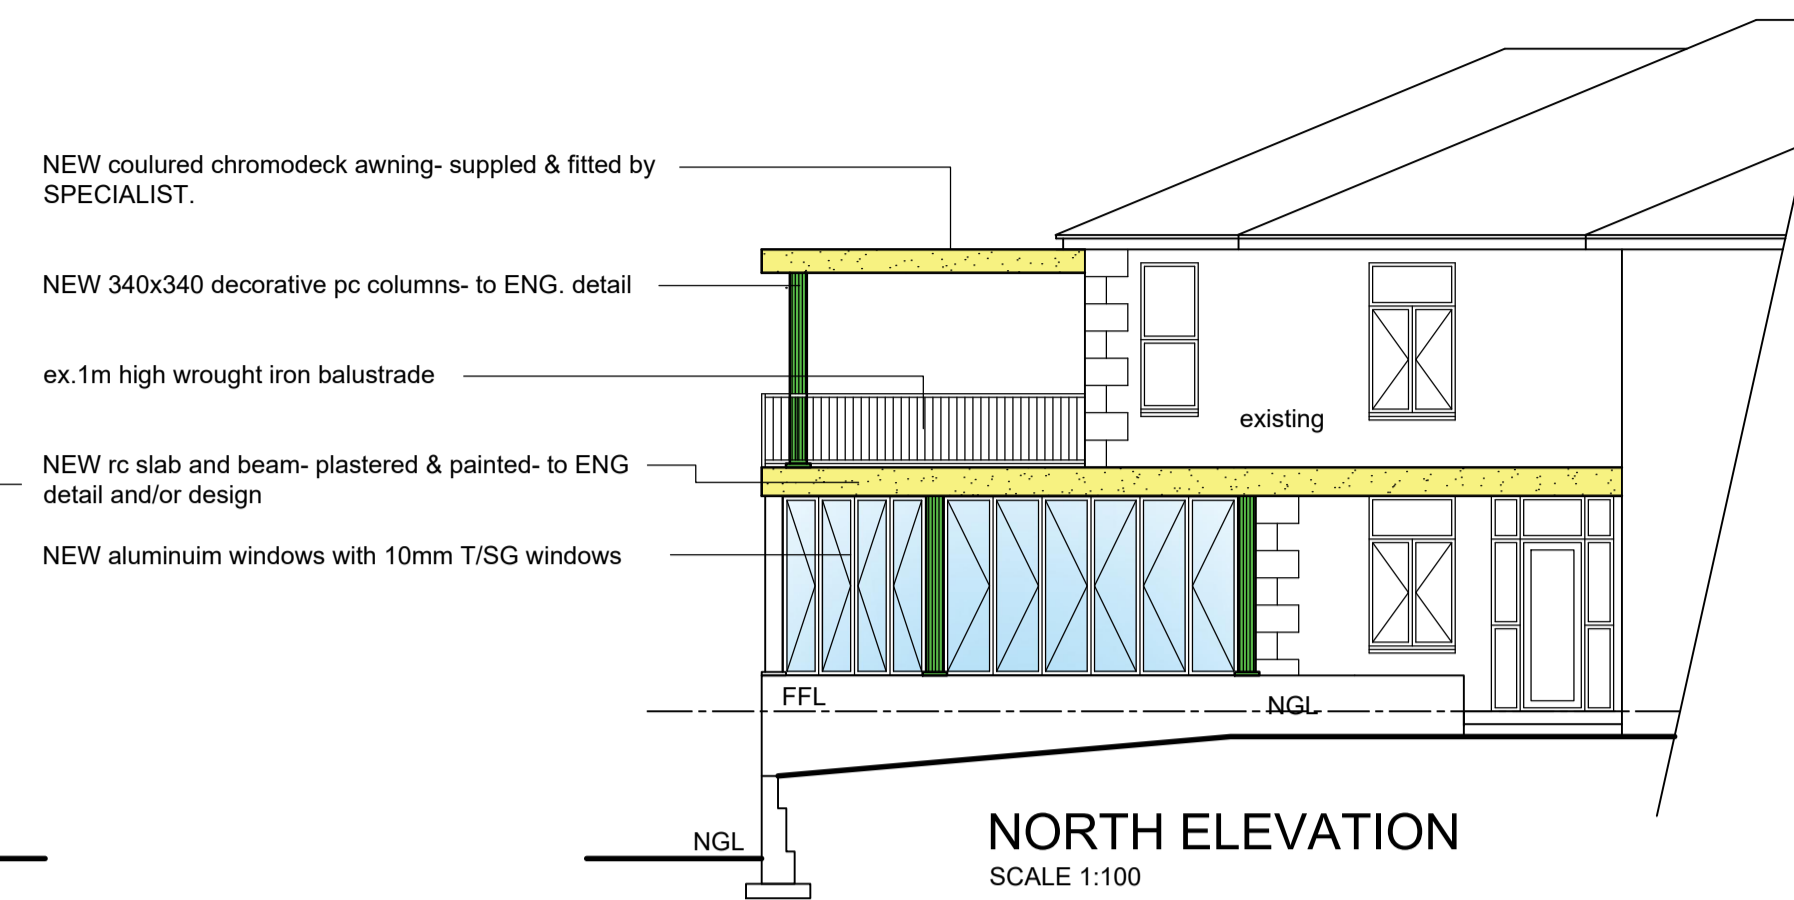 NEW coulured chromodeck awning- suppled & fitted by
SPECIALIST.
NEW 340x340 decorative pc columns- to ENG. detail
ex.1m high wrought iron balustrade
NEW rc slab and beam- plastered & painted- to ENG
detail and/or design
NEW aluminuim windows with 10mm T/SG windows
existing
FFL
NGL
NGL
NORTH ELEVATION
SCALE 1:100